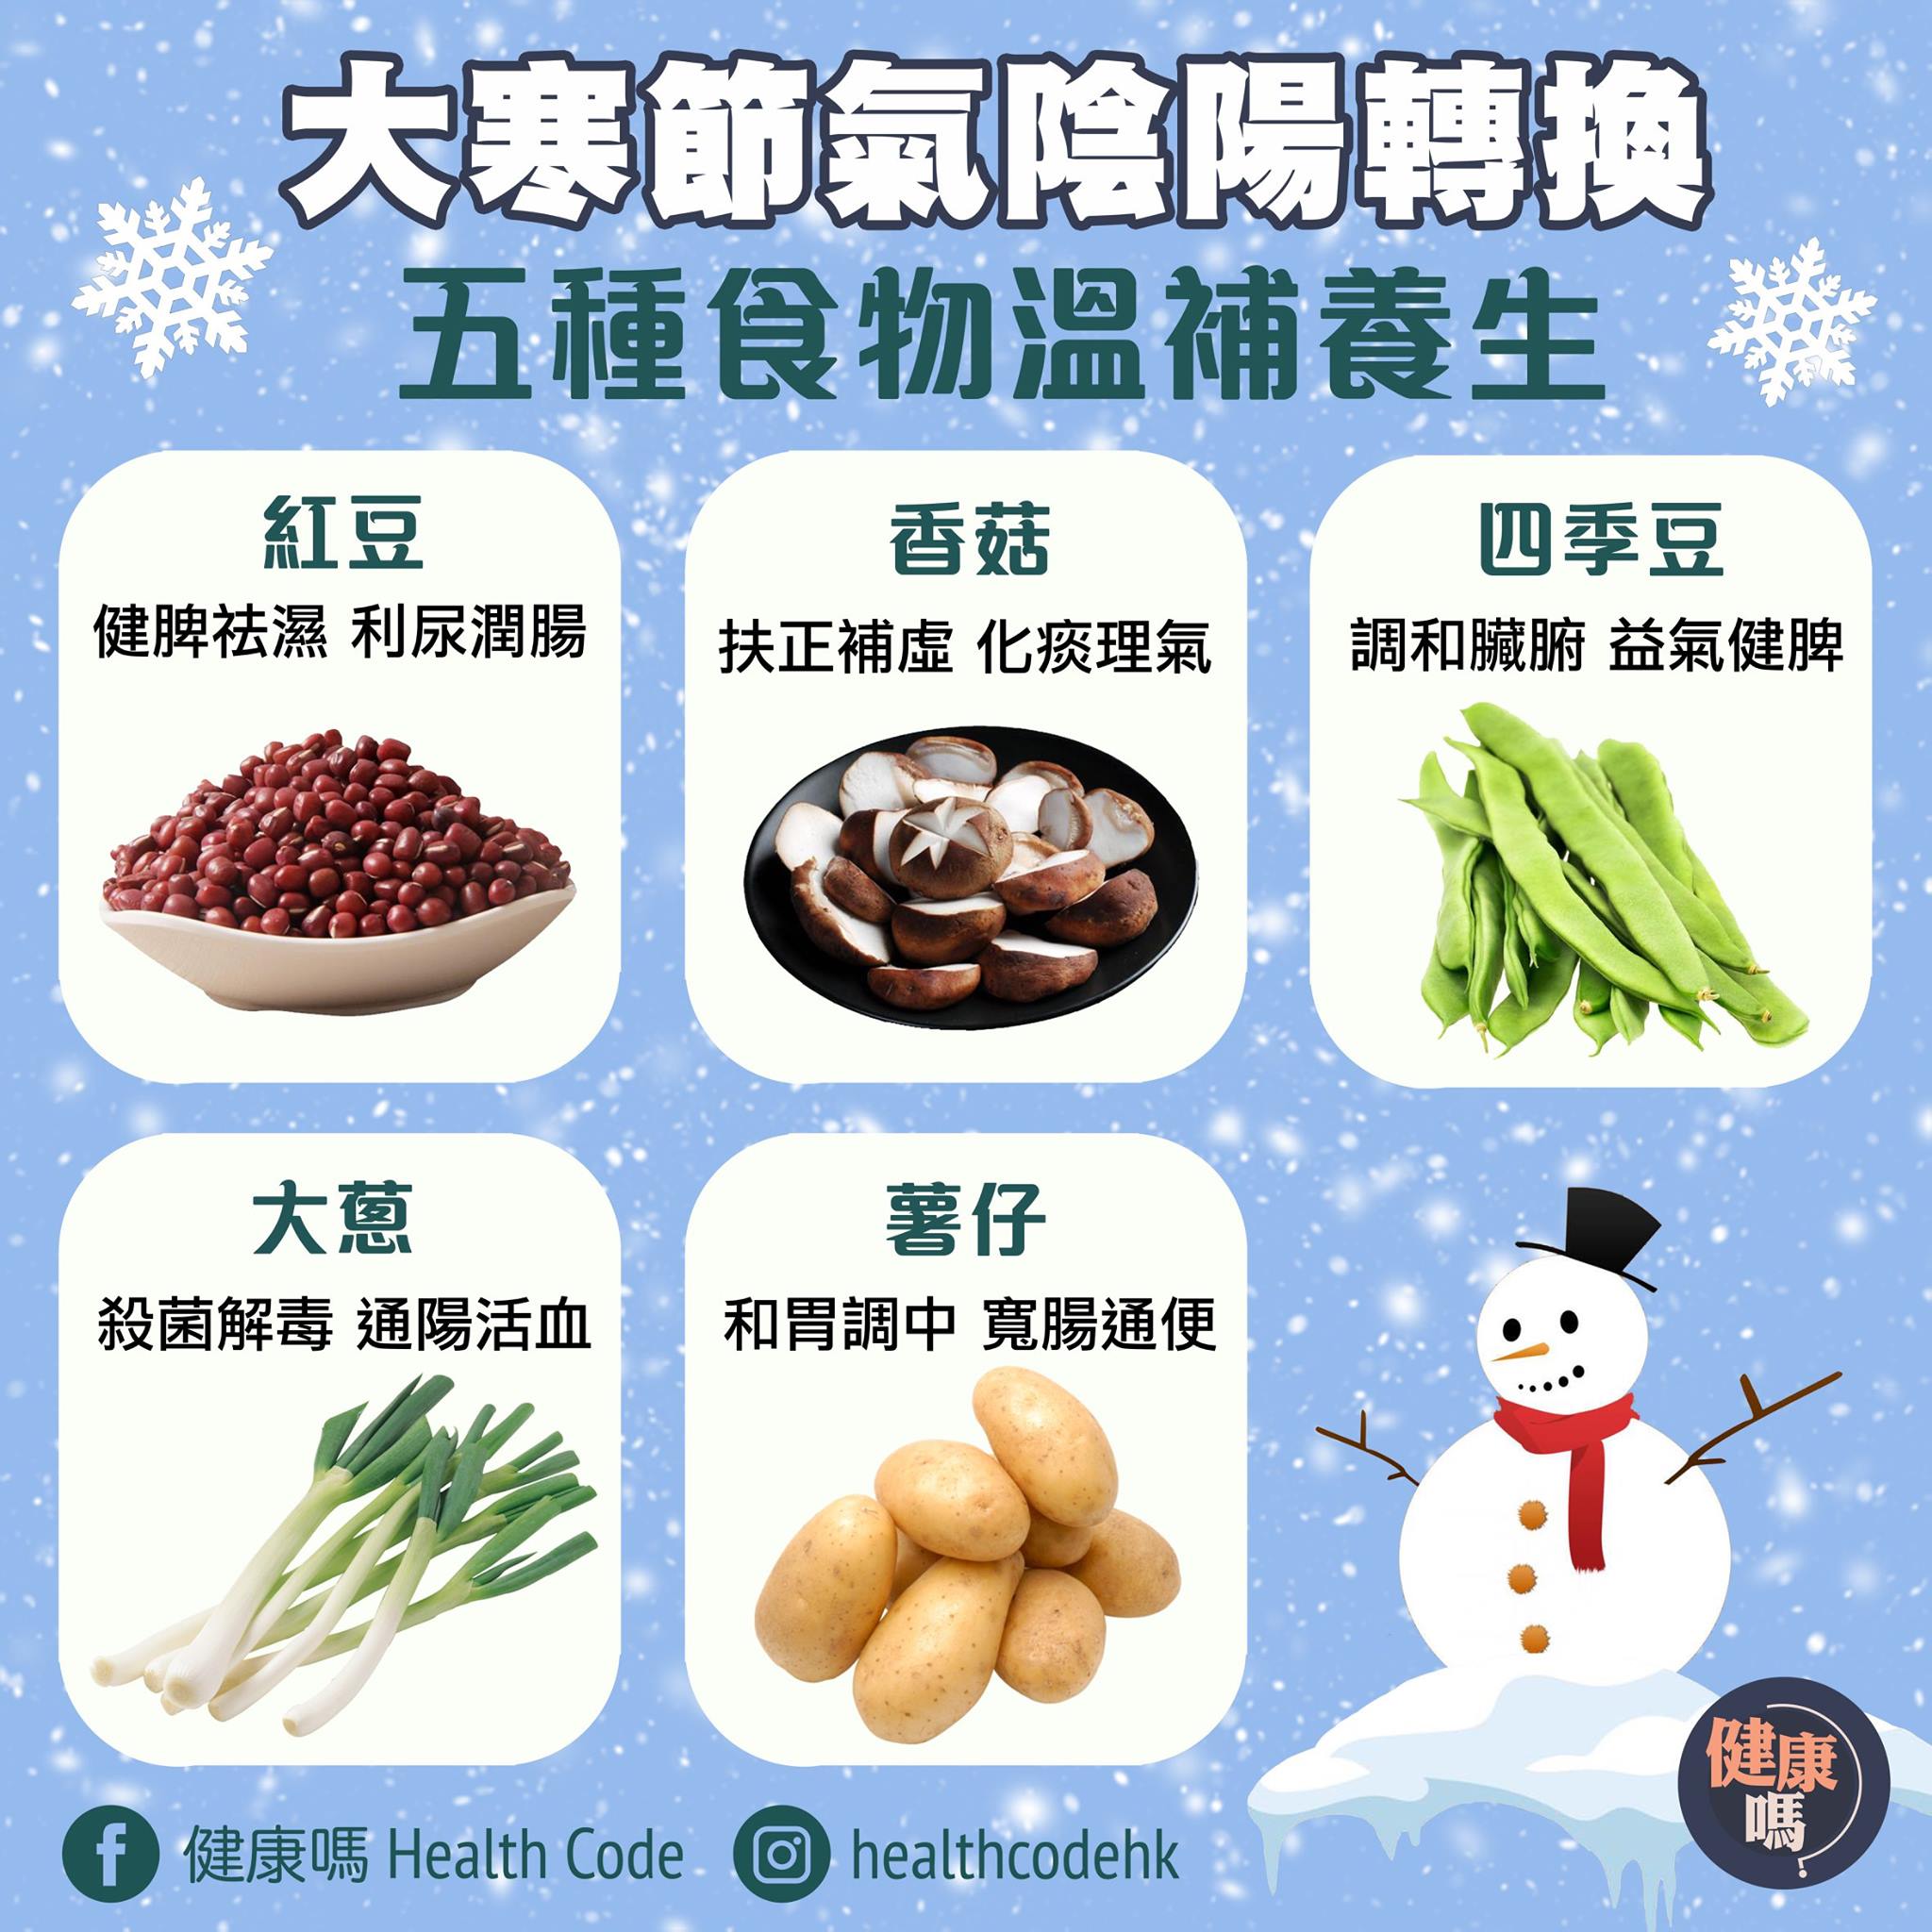 大寒節氣陰陽轉換
五種食物溫補養生
紅豆
健脾祛濕 利尿潤腸
香菇
扶正補虛 化痰理氣
四季豆
調和臟腑 益氣健脾
大蔥
殺菌解毒 通陽活血
薯仔
和胃調中 寬腸通便
健康嗎 Health Code
healthcodehk
健康
嗎?